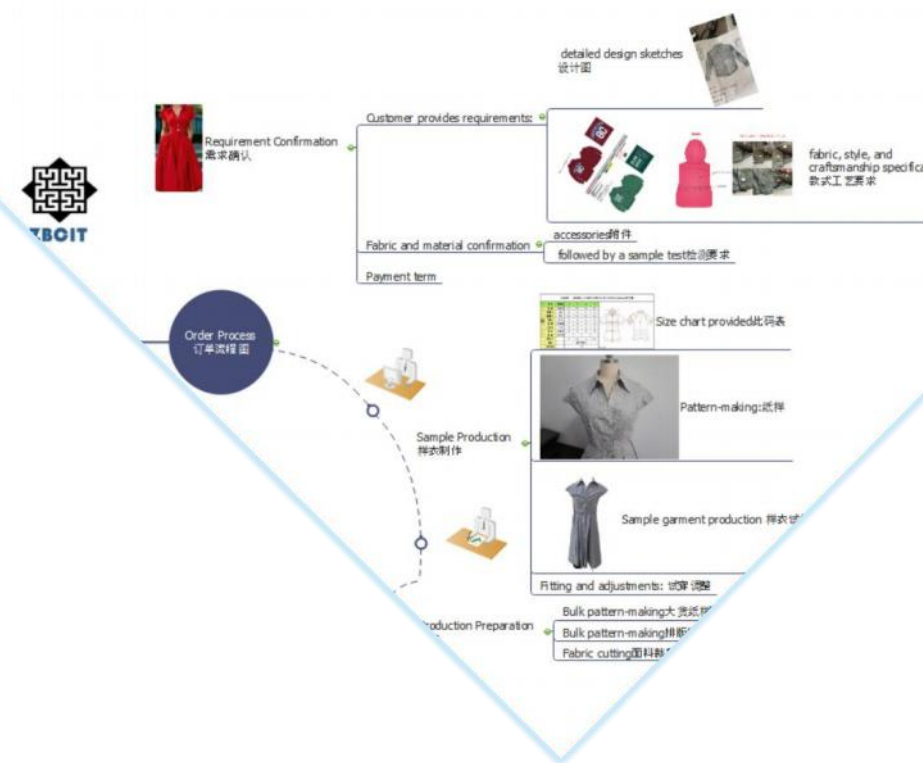 detailed design sketches
设计图
Customer provides requirements:
Requirement Confirmation
需求确认
fabric, style, and
craftsmanship
款式工艺要求
ZBCIT
accessories附件
Fabric and material confirmation
followed by a sample test检测要求
Payment term
Size chart provided比码表
Order Process
订单流程图
Pattern-making:纸样
Sample Production
样衣制作
Sample garment production 样衣试
Fitting and adjustments: 试穿调整
Bulk pattern-making大货纸样
Production Preparation
Bulk pattern-making排版
Fabric cutting面料裁